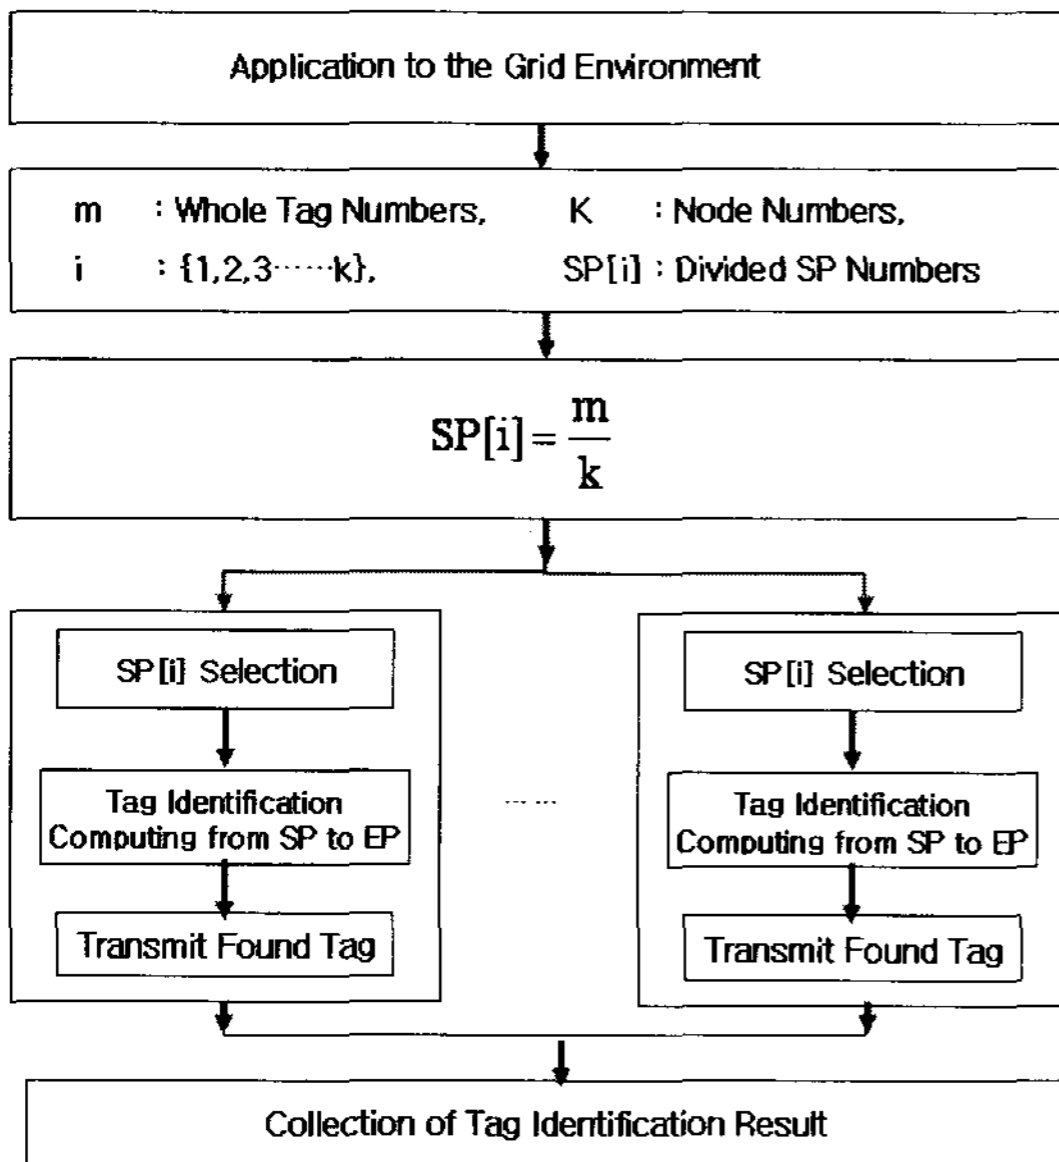 Application to the Grid Environment
m : Whole Tag Numbers, K : Node Numbers,
i : {1,2,3······k}, SP[i] : Divided SP Numbers
SP[i] = m/k
SP[i] Selection
Tag Identification
Computing from SP to EP
Transmit Found Tag
······
SP[i] Selection
Tag Identification
Computing from SP to EP
Transmit Found Tag
Collection of Tag Identification Result